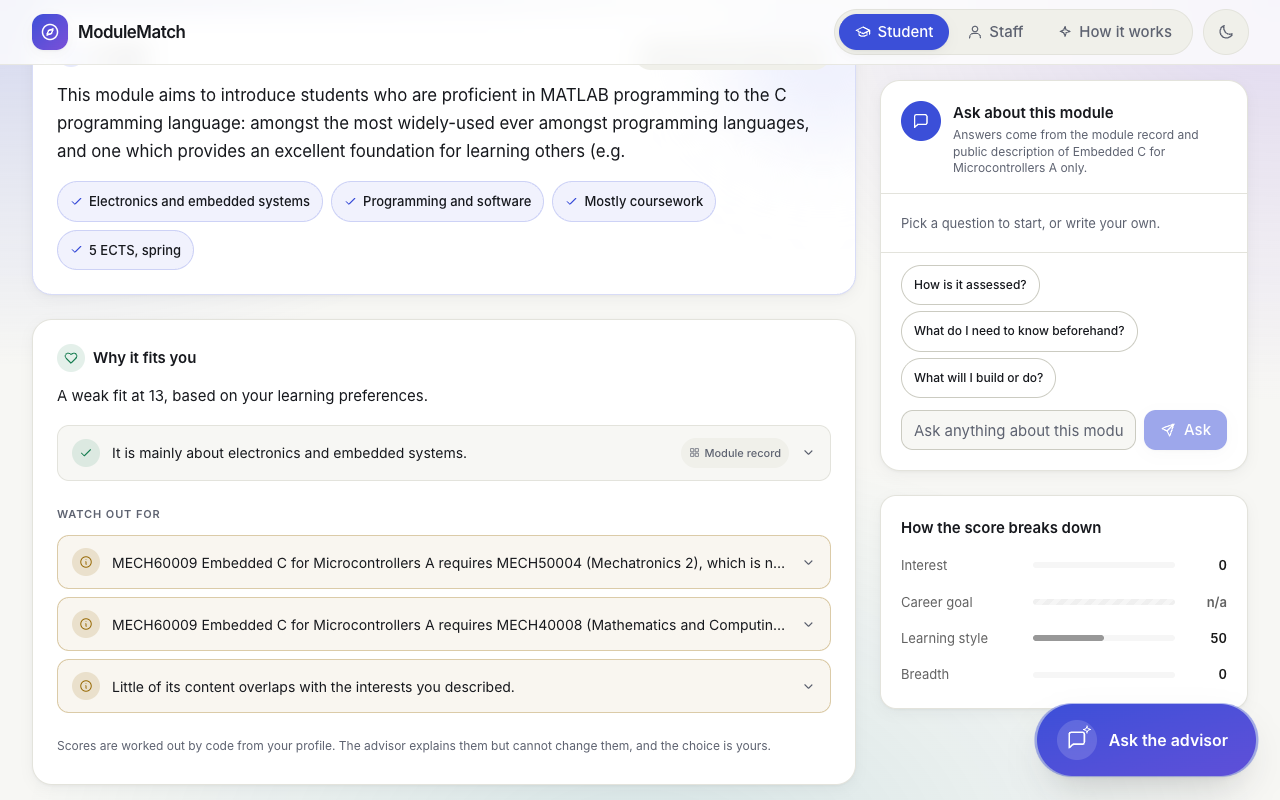 ModuleMatch
Student
Staff
How it works
This module aims to introduce students who are proficient in MATLAB programming to the C
programming language: amongst the most widely-used ever amongst programming languages,
and one which provides an excellent foundation for learning others (e.g.
Electronics and embedded systems
Programming and software
Mostly coursework
5 ECTS, spring
Why it fits you
A weak fit at 13, based on your learning preferences.
It is mainly about electronics and embedded systems.
Module record
WATCH OUT FOR
MECH60009 Embedded C for Microcontrollers A requires MECH50004 (Mechatronics 2), which is n...
MECH60009 Embedded C for Microcontrollers A requires MECH40008 (Mathematics and Computin...
Little of its content overlaps with the interests you described.
Scores are worked out by code from your profile. The advisor explains them but cannot change them, and the choice is yours.
Ask about this module
Answers come from the module record and
public description of Embedded C for
Microcontrollers A only.
Pick a question to start, or write your own.
How is it assessed?
What do I need to know beforehand?
What will I build or do?
Ask anything about this modu
Ask
How the score breaks down
Interest 0
Career goal n/a
Learning style 50
Breadth 0
Ask the advisor